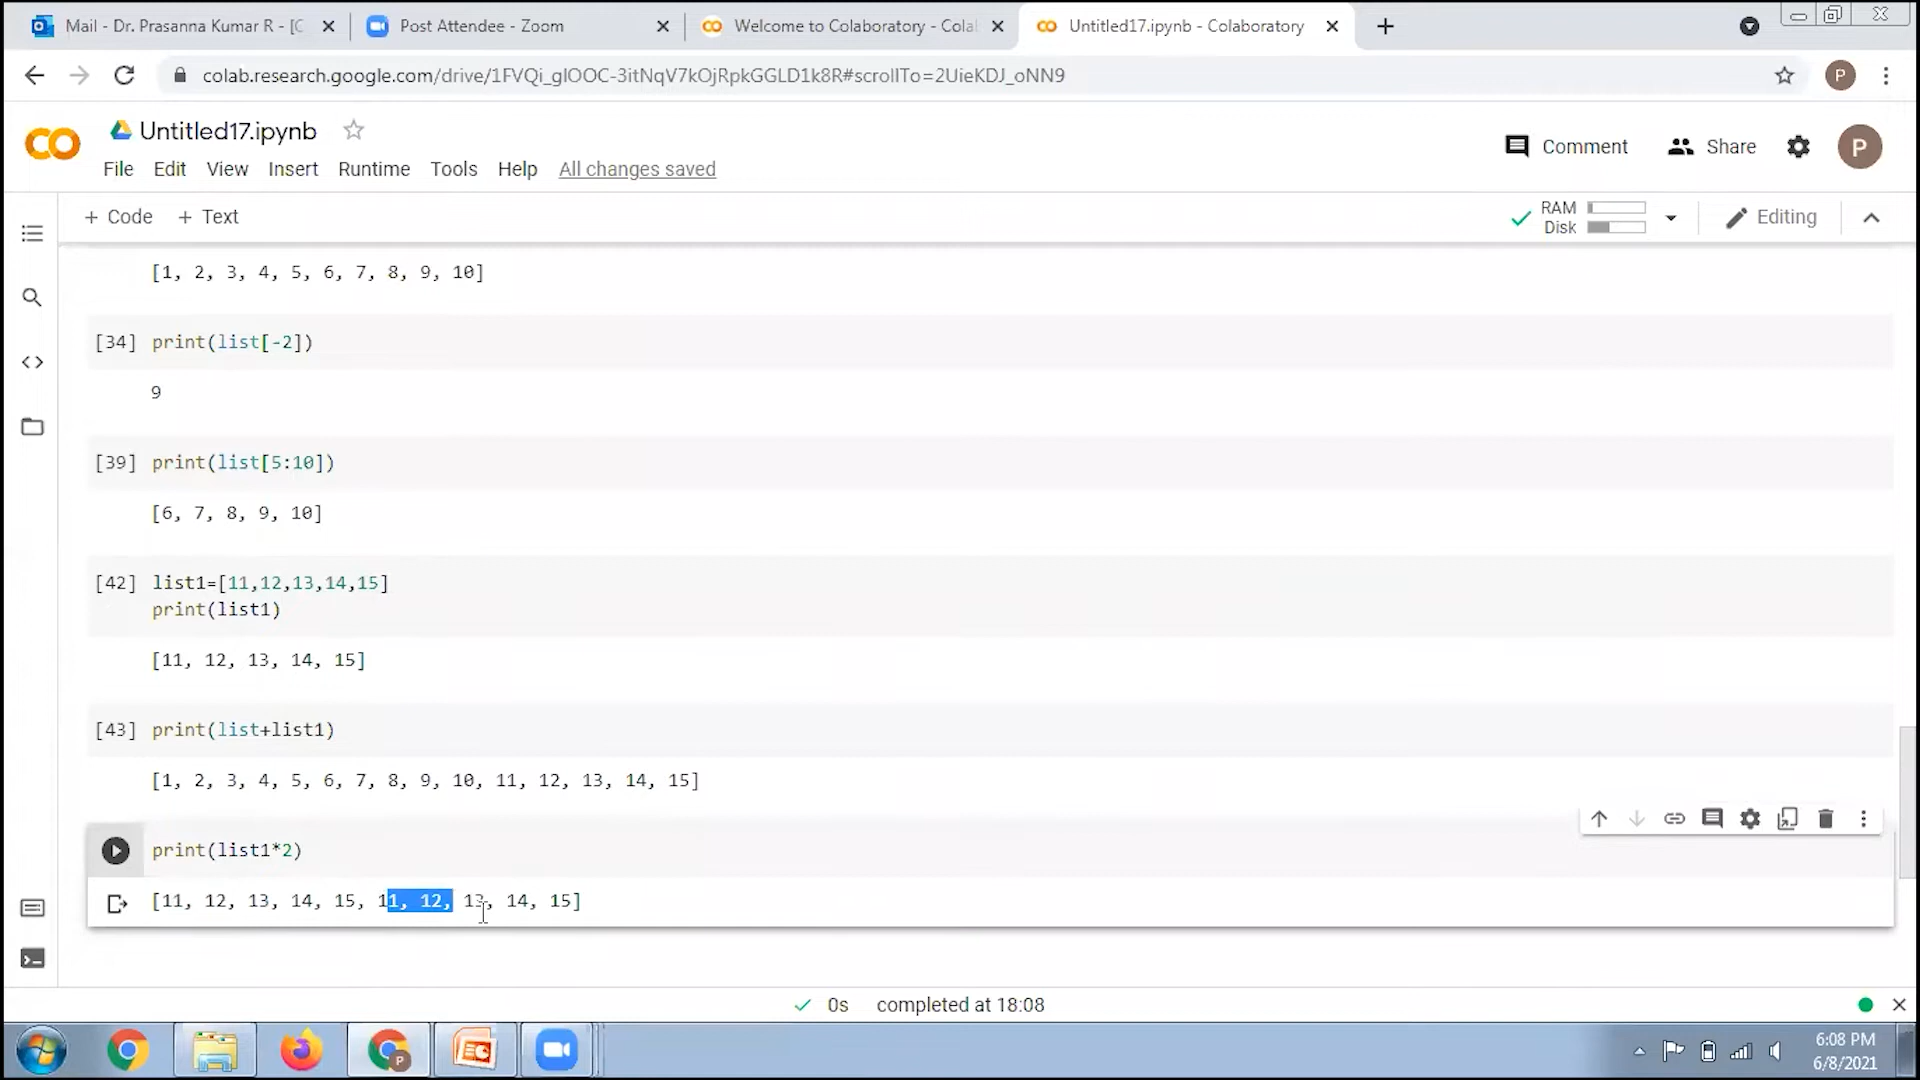 Mail - Dr. Prasanna Kumar R - [C
Post Attendee - Zoom
Welcome to Colaboratory - Colab
Untitled17.ipynb - Colaboratory
colab.research.google.com/drive/1FVQi_glOOC-3itNqV7kOjRpkGGLD1k8R#scrollTo=2UieKDJ_oNN9
P
CO
Untitled17.ipynb
Comment
Share
P
File Edit View Insert Runtime Tools Help All changes saved
+ Code + Text
RAM
Disk
Editing
[1, 2, 3, 4, 5, 6, 7, 8, 9, 10]
[34] print(list[-2])
9
[39] print(list[5:10])
[6, 7, 8, 9, 10]
[42] list1=[11,12,13,14,15]
print(list1)
[11, 12, 13, 14, 15]
[43] print(list+list1)
[1, 2, 3, 4, 5, 6, 7, 8, 9, 10, 11, 12, 13, 14, 15]
print(list1*2)
[11, 12, 13, 14, 15, 11, 12, 13, 14, 15]
0s completed at 18:08
P
6:08 PM
6/8/2021